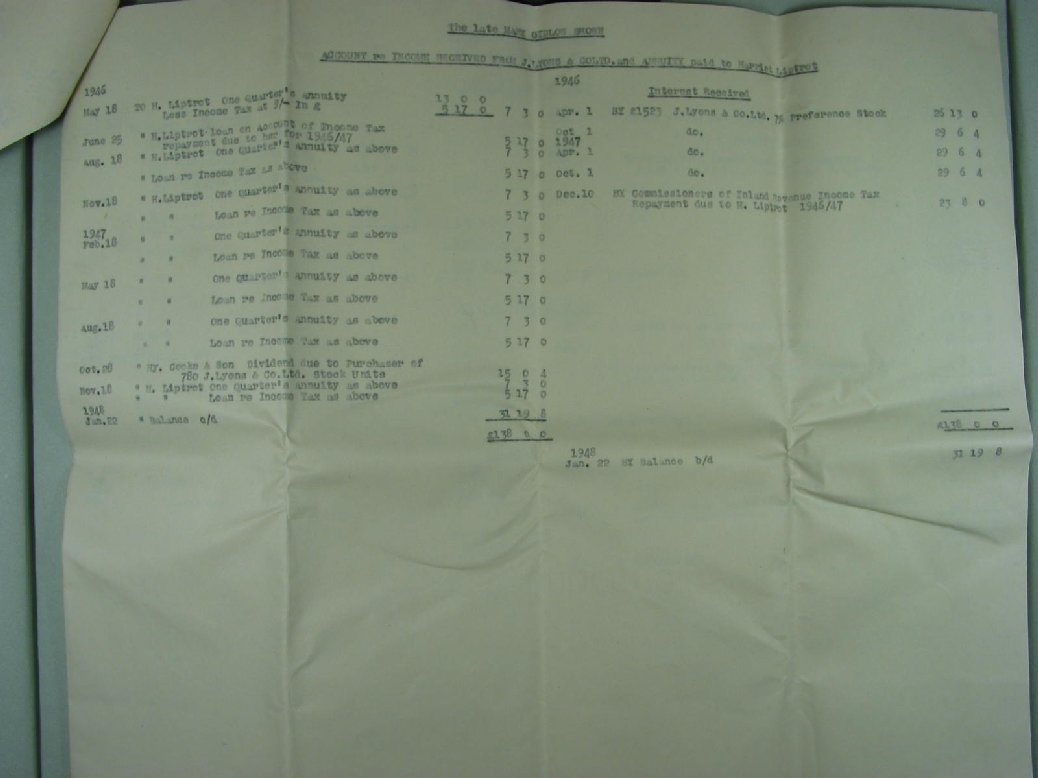 The late MARK ODLUM BROWN
ACCOUNT re INCOME RECEIVED FROM J.LYONS & CO LTD. and ANNUITY paid to Harriet Liptrot
1946
May 18 TO H. Liptrot One Quarter's Annuity 13 0 0
Less Income Tax at 9/- in £ 5 17 0 7 3 0
June 25 " H.Liptrot loan on Account of Income Tax
repayment due to her for 1946/47 5 17 0
Aug. 18 " H.Liptrot One Quarter's Annuity as above 7 3 0
" Loan re Income Tax as above 5 17 0
Nov.18 " H.Liptrot One Quarter's Annuity as above 7 3 0
" " Loan re Income Tax as above 5 17 0
1947
Feb.18 " " One Quarter's Annuity as above 7 3 0
" " Loan re Income Tax as above 5 17 0
May 18 " " One Quarter's Annuity as above 7 3 0
" " Loan re Income Tax as above 5 17 0
Aug.18 " " One Quarter's Annuity as above 7 3 0
" " Loan re Income Tax as above 5 17 0
Oct.28 " Hy. Cooke & Son Dividend due to Purchaser of
780 J.Lyons & Co.Ltd. Stock Units 15 0 4
Nov.18 " H. Liptrot One Quarter's Annuity as above 7 3 0
" " Loan re Income Tax as above 5 17 0
1948
Jan.22 " Balance c/d 31 19 8
£138 0 0
1946
Interest Received
Apr. 1 BY £1523 J.Lyons & Co.Ltd. 7% Preference Stock 26 13 0
Oct 1 do. 29 6 4
1947
Apr. 1 do. 29 6 4
Oct. 1 do. 29 6 4
Dec.10 BY Commissioners of Inland Revenue Income Tax
Repayment due to H. Liptrot 1946/47 23 8 0
£138 0 0
1948
Jan. 22 BY Balance b/d 31 19 8